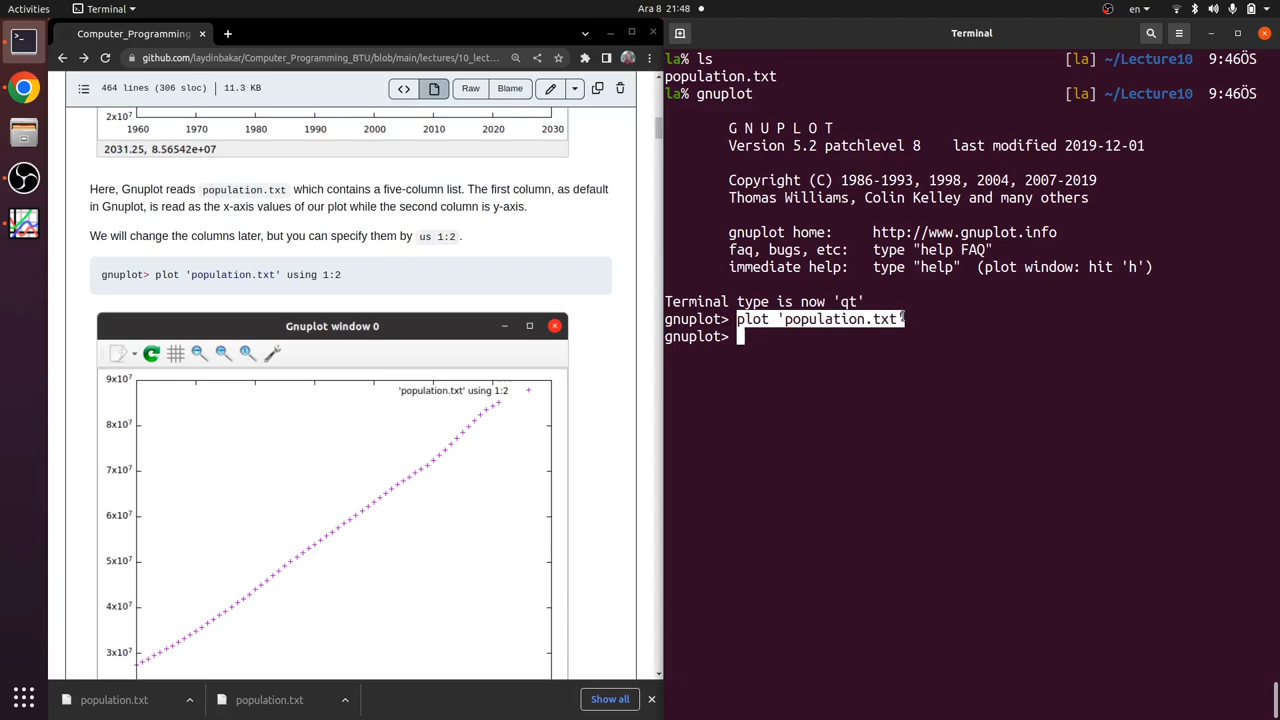 Activities
Terminal
Ara 8 21:48
en
Computer_Programming
github.com/laydinbakar/Computer_Programming_BTU/blob/main/lectures/10_lect...
464 lines (306 sloc)
11.3 KB
Raw
Blame
2x10⁷
1960 1970 1980 1990 2000 2010 2020 2030
2031.25, 8.56542e+07
Here, Gnuplot reads population.txt which contains a five-column list. The first column, as default
in Gnuplot, is read as the x-axis values of our plot while the second column is y-axis.
We will change the columns later, but you can specify them by us 1:2 .
gnuplot> plot 'population.txt' using 1:2
Gnuplot window 0
9x10⁷
'population.txt' using 1:2
8x10⁷
7x10⁷
6x10⁷
5x10⁷
4x10⁷
3x10⁷
population.txt
population.txt
Show all
Terminal
la% ls [la] ~/Lecture10 9:46ÖS
population.txt
la% gnuplot [la] ~/Lecture10 9:46ÖS
G N U P L O T
Version 5.2 patchlevel 8 last modified 2019-12-01
Copyright (C) 1986-1993, 1998, 2004, 2007-2019
Thomas Williams, Colin Kelley and many others
gnuplot home: http://www.gnuplot.info
faq, bugs, etc: type "help FAQ"
immediate help: type "help" (plot window: hit 'h')
Terminal type is now 'qt'
gnuplot> plot 'population.txt'
gnuplot>